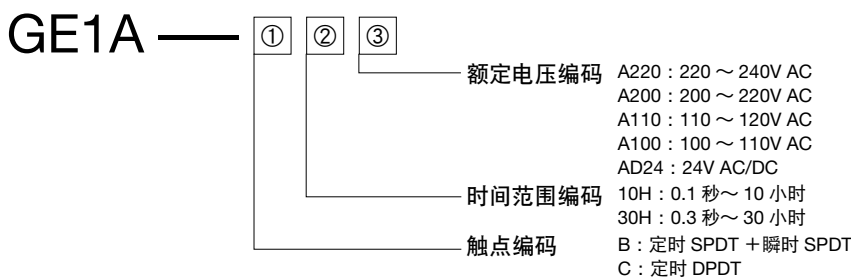 GE1A — ① ② ③
额定电压编码 A220：220 ～ 240V AC
A200：200 ～ 220V AC
A110：110 ～ 120V AC
A100：100 ～ 110V AC
AD24：24V AC/DC
时间范围编码 10H：0.1 秒～ 10 小时
30H：0.3 秒～ 30 小时
触点编码 B：定时 SPDT ＋瞬时 SPDT
C：定时 DPDT